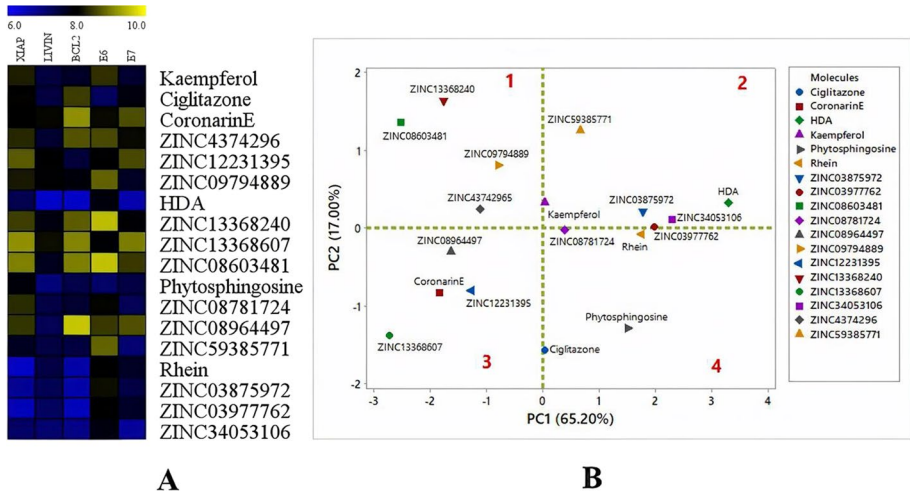 6.0 8.0 10.0
XIAP LIVIN BCL2 E6 E7
Kaempferol
Ciglitazone
CoronarinE
ZINC4374296
ZINC12231395
ZINC09794889
HDA
ZINC13368240
ZINC13368607
ZINC08603481
Phytosphingosine
ZINC08781724
ZINC08964497
ZINC59385771
Rhein
ZINC03875972
ZINC03977762
ZINC34053106
A
PC2 (17.00%)
2
1
0
-1
-2
-3 -2 -1 0 1 2 3 4
PC1 (65.20%)
1
2
3
4
ZINC13368240
ZINC08603481
ZINC59385771
ZINC09794889
ZINC43742965
Kaempferol
ZINC03875972
HDA
ZINC34053106
ZINC08964497
ZINC08781724
Rhein
ZINC03977762
CoronarinE
ZINC12231395
Phytosphingosine
ZINC13368607
Ciglitazone
Molecules
Ciglitazone
CoronarinE
HDA
Kaempferol
Phytosphingosine
Rhein
ZINC03875972
ZINC03977762
ZINC08603481
ZINC08781724
ZINC08964497
ZINC09794889
ZINC12231395
ZINC13368240
ZINC13368607
ZINC34053106
ZINC4374296
ZINC59385771
B